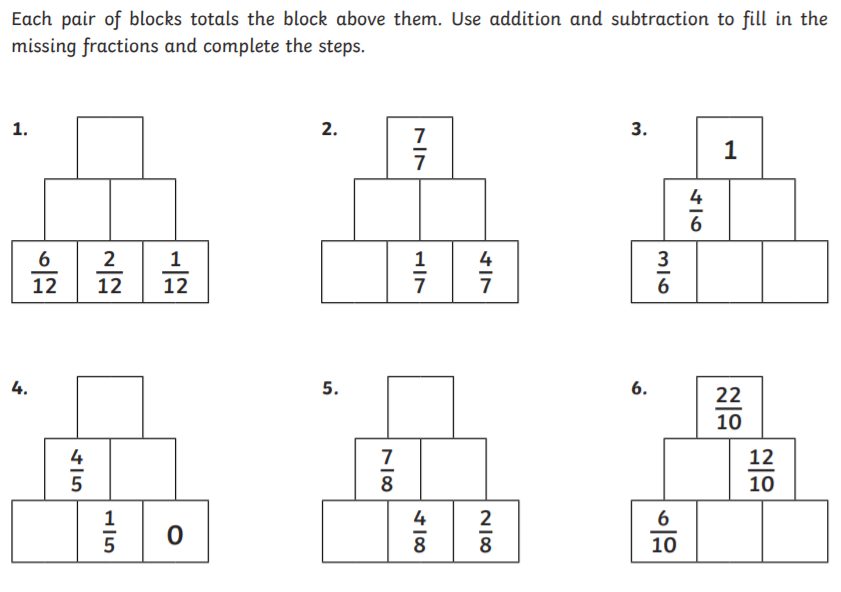 Each pair of blocks totals the block above them. Use addition and subtraction to fill in the
missing fractions and complete the steps.
1. 2. 3.
7/7 1
4/6
6/12 2/12 1/12 1/7 4/7 3/6
4. 5. 6.
22/10
4/5 7/8 12/10
1/5 0 4/8 2/8 6/10